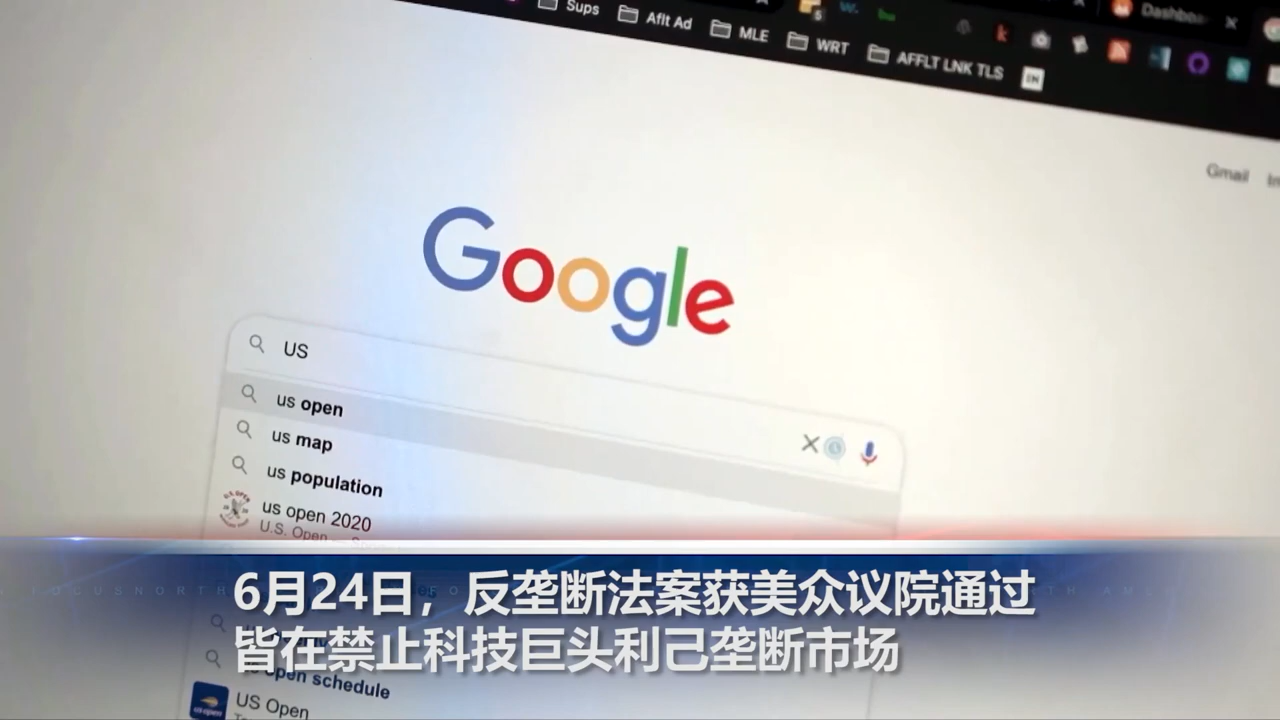 Sups
Aflt Ad
MLE
WRT
AFFLT LNK TLS
Gmail
Google
US
us open
us map
us population
us open 2020
U.S. Open
6月24日，反垄断法案获美众议院通过
皆在禁止科技巨头利己垄断市场
open schedule
US Open